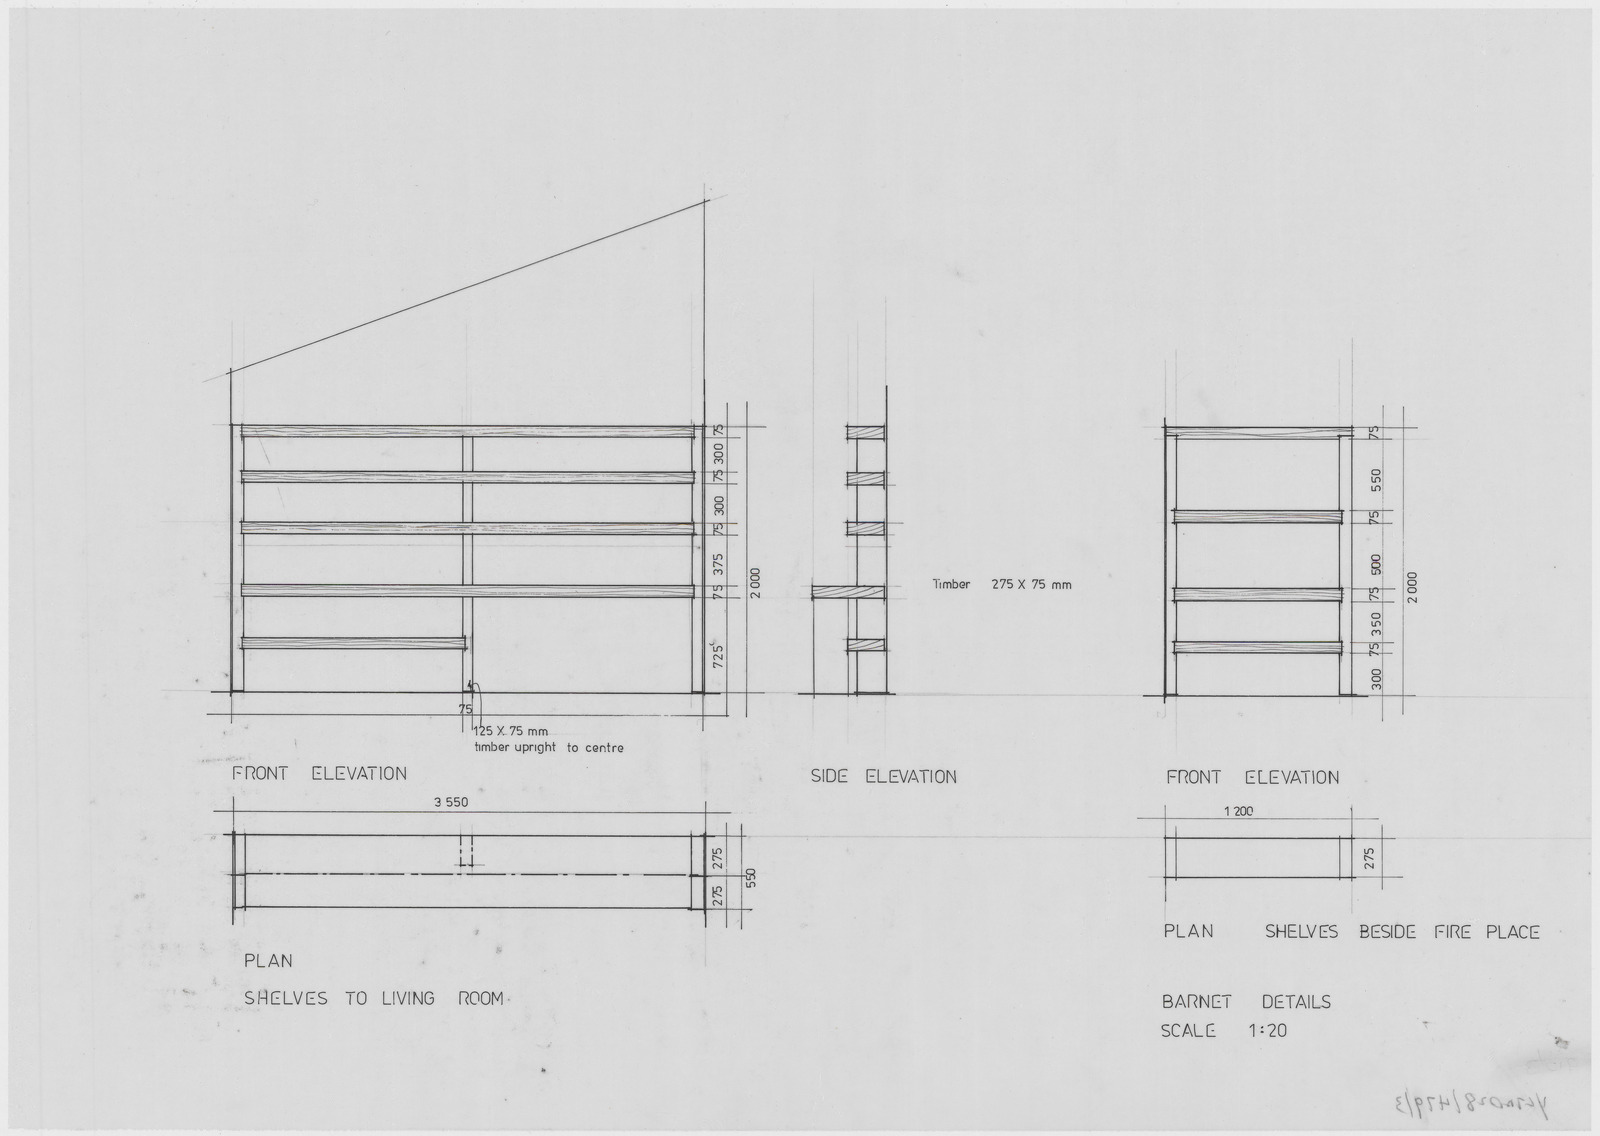 75
300
75
300
75
375
75
725
2 000
75
125 X 75 mm
timber upright to centre
FRONT ELEVATION
3 550
275
275
550
PLAN
SHELVES TO LIVING ROOM
SIDE ELEVATION
Timber 275 X 75 mm
75
550
75
500
75
350
75
300
2 000
FRONT ELEVATION
1 200
275
PLAN SHELVES BESIDE FIRE PLACE
BARNET DETAILS
SCALE 1:20